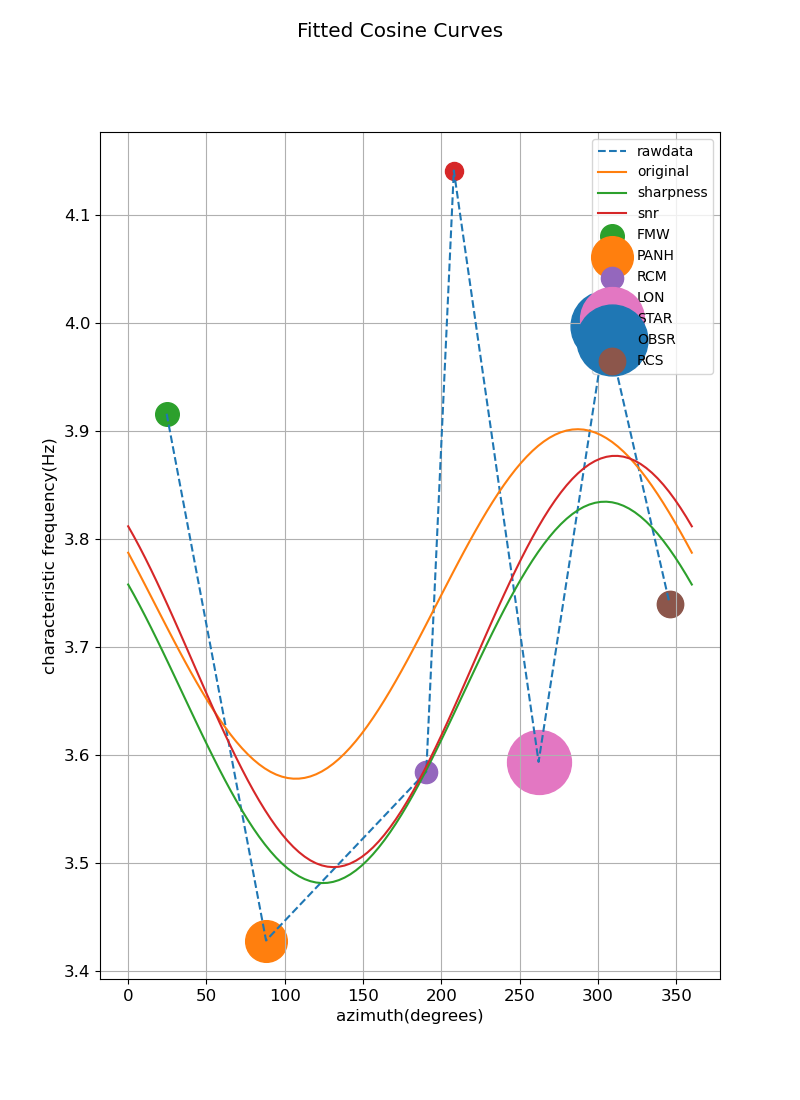 Fitted Cosine Curves
rawdata
original
sharpness
snr
FMW
PANH
RCM
LON
STAR
OBSR
RCS
4.1
4.0
3.9
3.8
3.7
3.6
3.5
3.4
characteristic frequency(Hz)
0 50 100 150 200 250 300 350
azimuth(degrees)